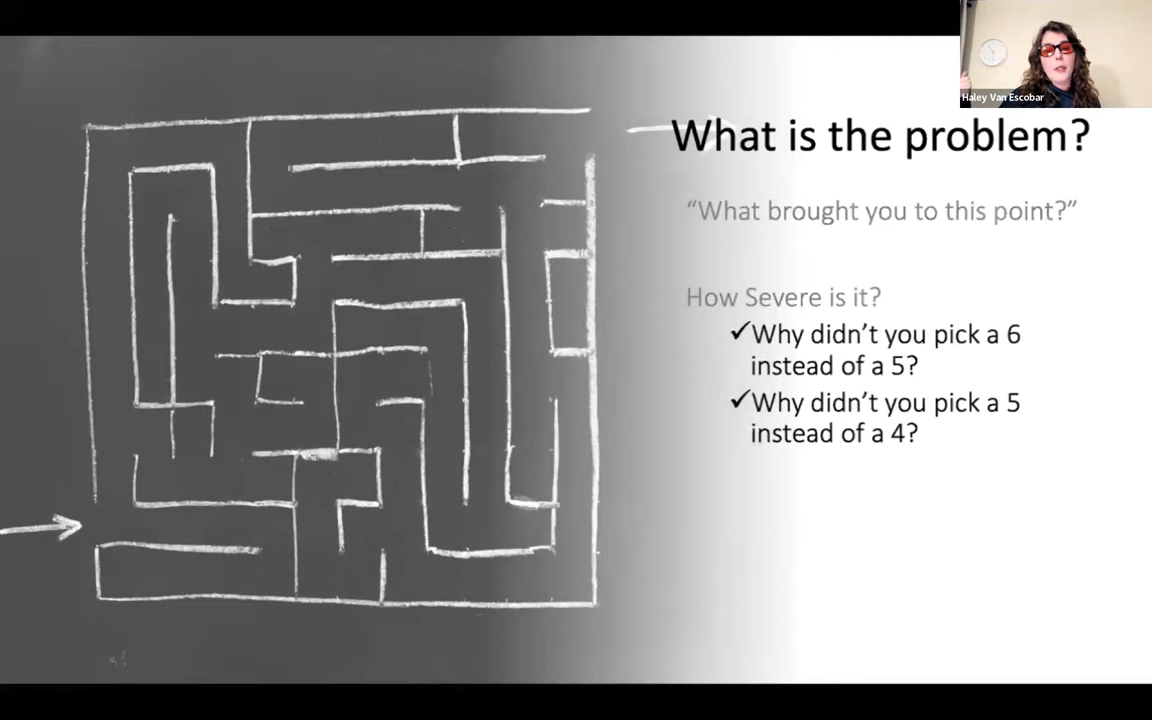 Haley Van Escobar
What is the problem?
“What brought you to this point?”
How Severe is it?
✓Why didn’t you pick a 6
instead of a 5?
✓Why didn’t you pick a 5
instead of a 4?